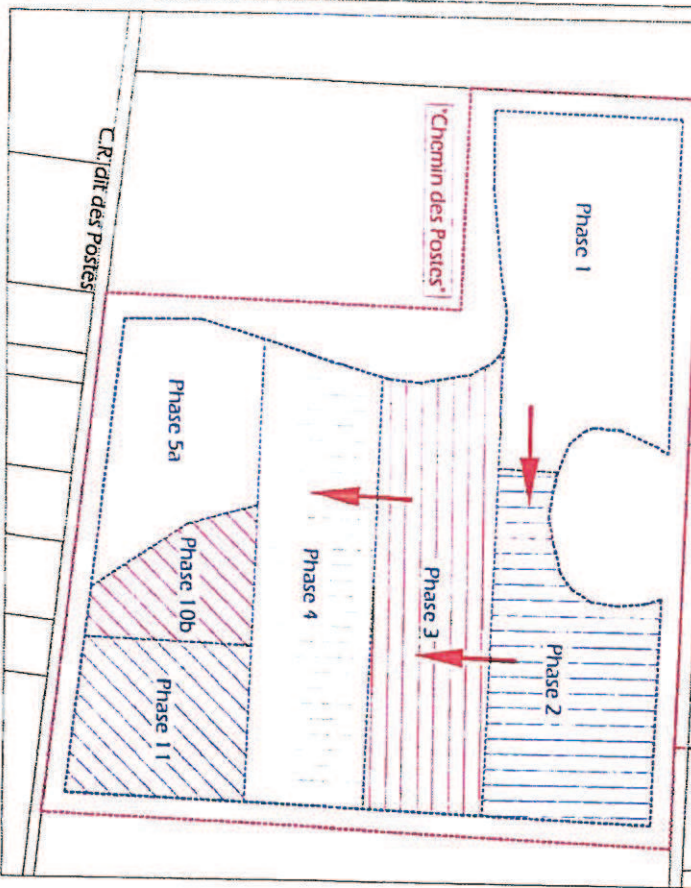 C.R. dit des Postes
"Chemin des Postes"
Phase 1
Phase 2
Phase 3
Phase 4
Phase 5a
Phase 10b
Phase 11